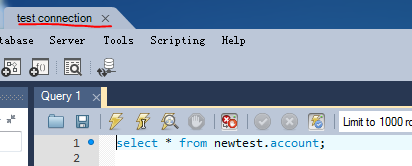 test connection
tabase Server Tools Scripting Help
Query 1
Limit to 1000 ro
1 select * from newtest.account;
2